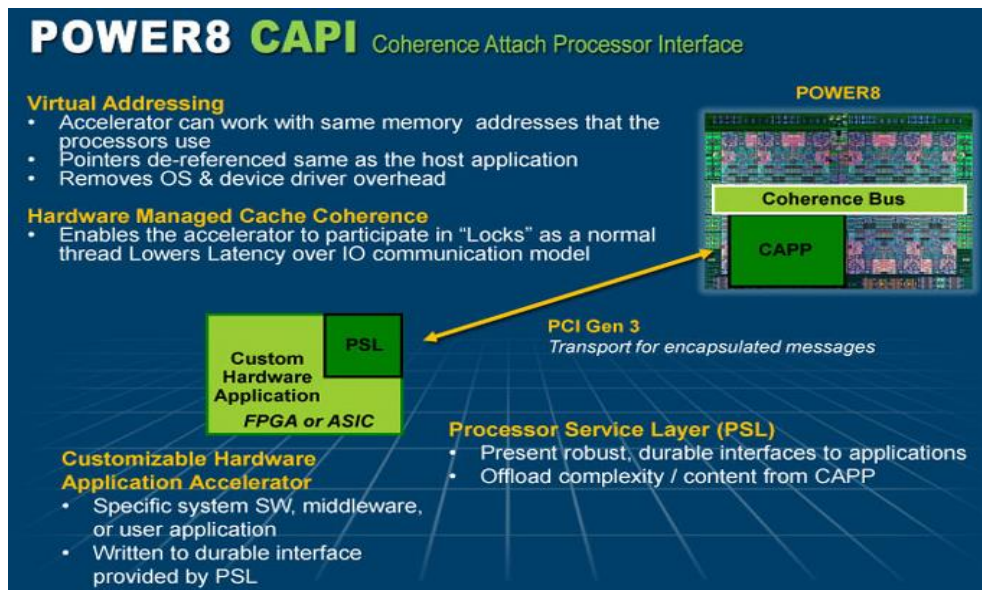 POWER8 CAPI Coherence Attach Processor Interface
Virtual Addressing
• Accelerator can work with same memory addresses that the
processors use
• Pointers de-referenced same as the host application
• Removes OS & device driver overhead
Hardware Managed Cache Coherence
• Enables the accelerator to participate in “Locks” as a normal
thread Lowers Latency over IO communication model
POWER8
Coherence Bus
CAPP
PCI Gen 3
Transport for encapsulated messages
PSL
Custom
Hardware
Application
FPGA or ASIC
Customizable Hardware
Application Accelerator
• Specific system SW, middleware,
or user application
• Written to durable interface
provided by PSL
Processor Service Layer (PSL)
• Present robust, durable interfaces to applications
• Offload complexity / content from CAPP